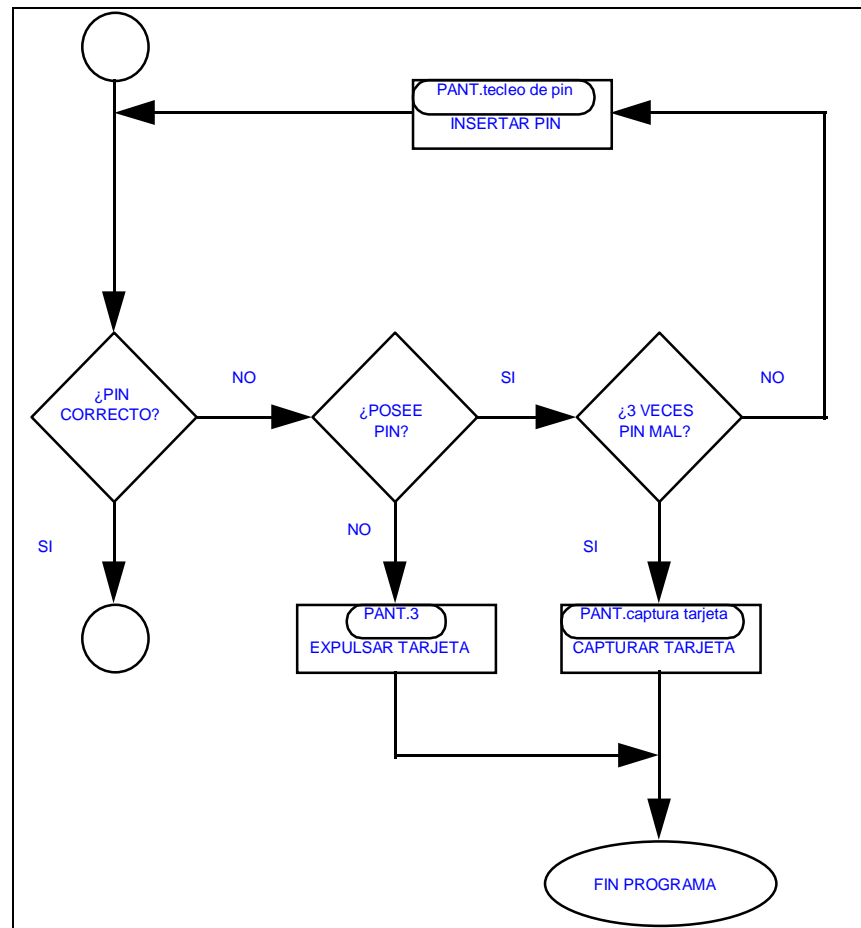 PANT.tecleo de pin
INSERTAR PIN
¿PIN
CORRECTO?
NO
¿POSEE
PIN?
SI
¿3 VECES
PIN MAL?
NO
SI
NO
SI
PANT.3
EXPULSAR TARJETA
PANT.captura tarjeta
CAPTURAR TARJETA
FIN PROGRAMA